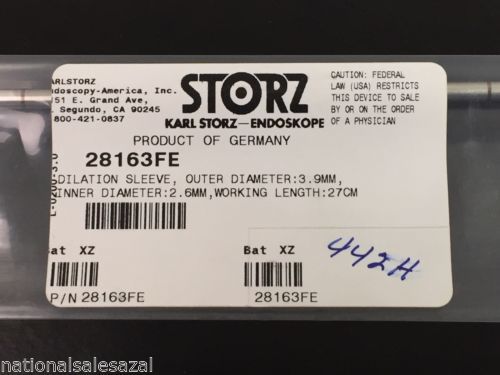 ARLSTORZ
doscopy-America, Inc.
51 E. Grand Ave,
Segundo, CA 90245
800-421-0837
STORZ
KARL STORZ—ENDOSKOPE
CAUTION: FEDERAL
LAW (USA) RESTRICTS
THIS DEVICE TO SALE
BY OR ON THE ORDER
OF A PHYSICIAN
PRODUCT OF GERMANY
28163FE
DILATION SLEEVE, OUTER DIAMETER:3.9MM,
INNER DIAMETER:2.6MM,WORKING LENGTH:27CM
Bat XZ
Bat XZ
442H
P/N 28163FE
28163FE
nationalsalesazal